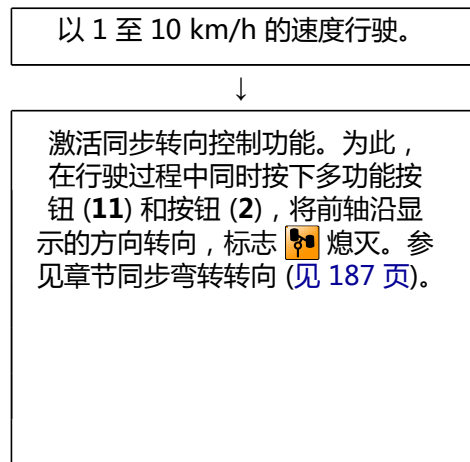 以 1 至 10 km/h 的速度行驶。
↓
激活同步转向控制功能。为此，
在行驶过程中同时按下多功能按
钮 (11) 和按钮 (2)，将前轴沿显
示的方向转向，标志 熄灭。参
见章节同步弯转转向 (见 187 页)。